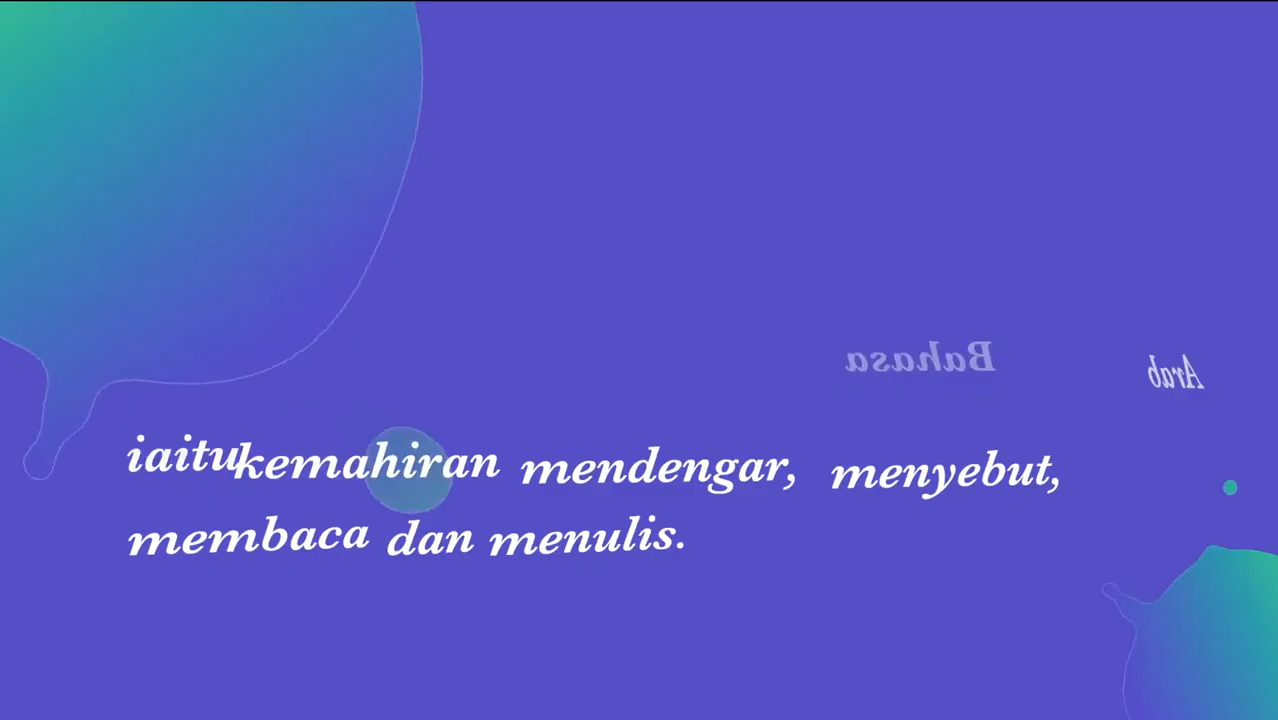 Bahasa Arab
iaitu kemahiran mendengar, menyebut,
membaca dan menulis.